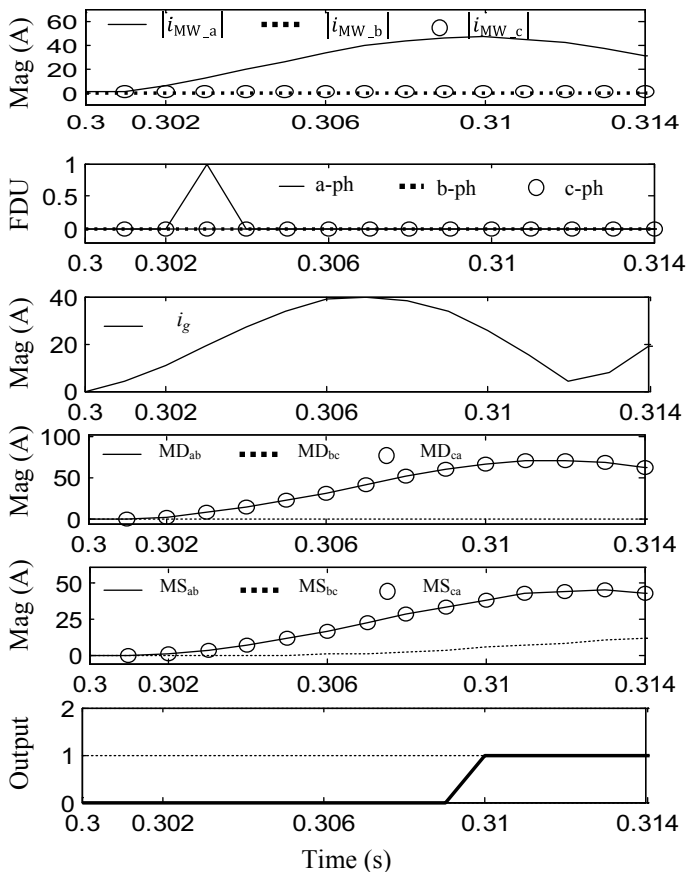 Mag (A)
60
40
20
0
|i_MW_a| |i_MW_b| |i_MW_c|
0.3 0.302 0.306 0.31 0.314
FDU
1
0.5
0
a-ph b-ph c-ph
0.3 0.302 0.306 0.31 0.314
Mag (A)
40
20
0
i_g
0.3 0.302 0.306 0.31 0.314
Mag (A)
100
50
0
MD_ab MD_bc MD_ca
0.3 0.302 0.306 0.31 0.314
Mag (A)
50
25
0
MS_ab MS_bc MS_ca
0.3 0.302 0.306 0.31 0.314
Output
2
1
0
0.3 0.302 0.306 0.31 0.314
Time (s)